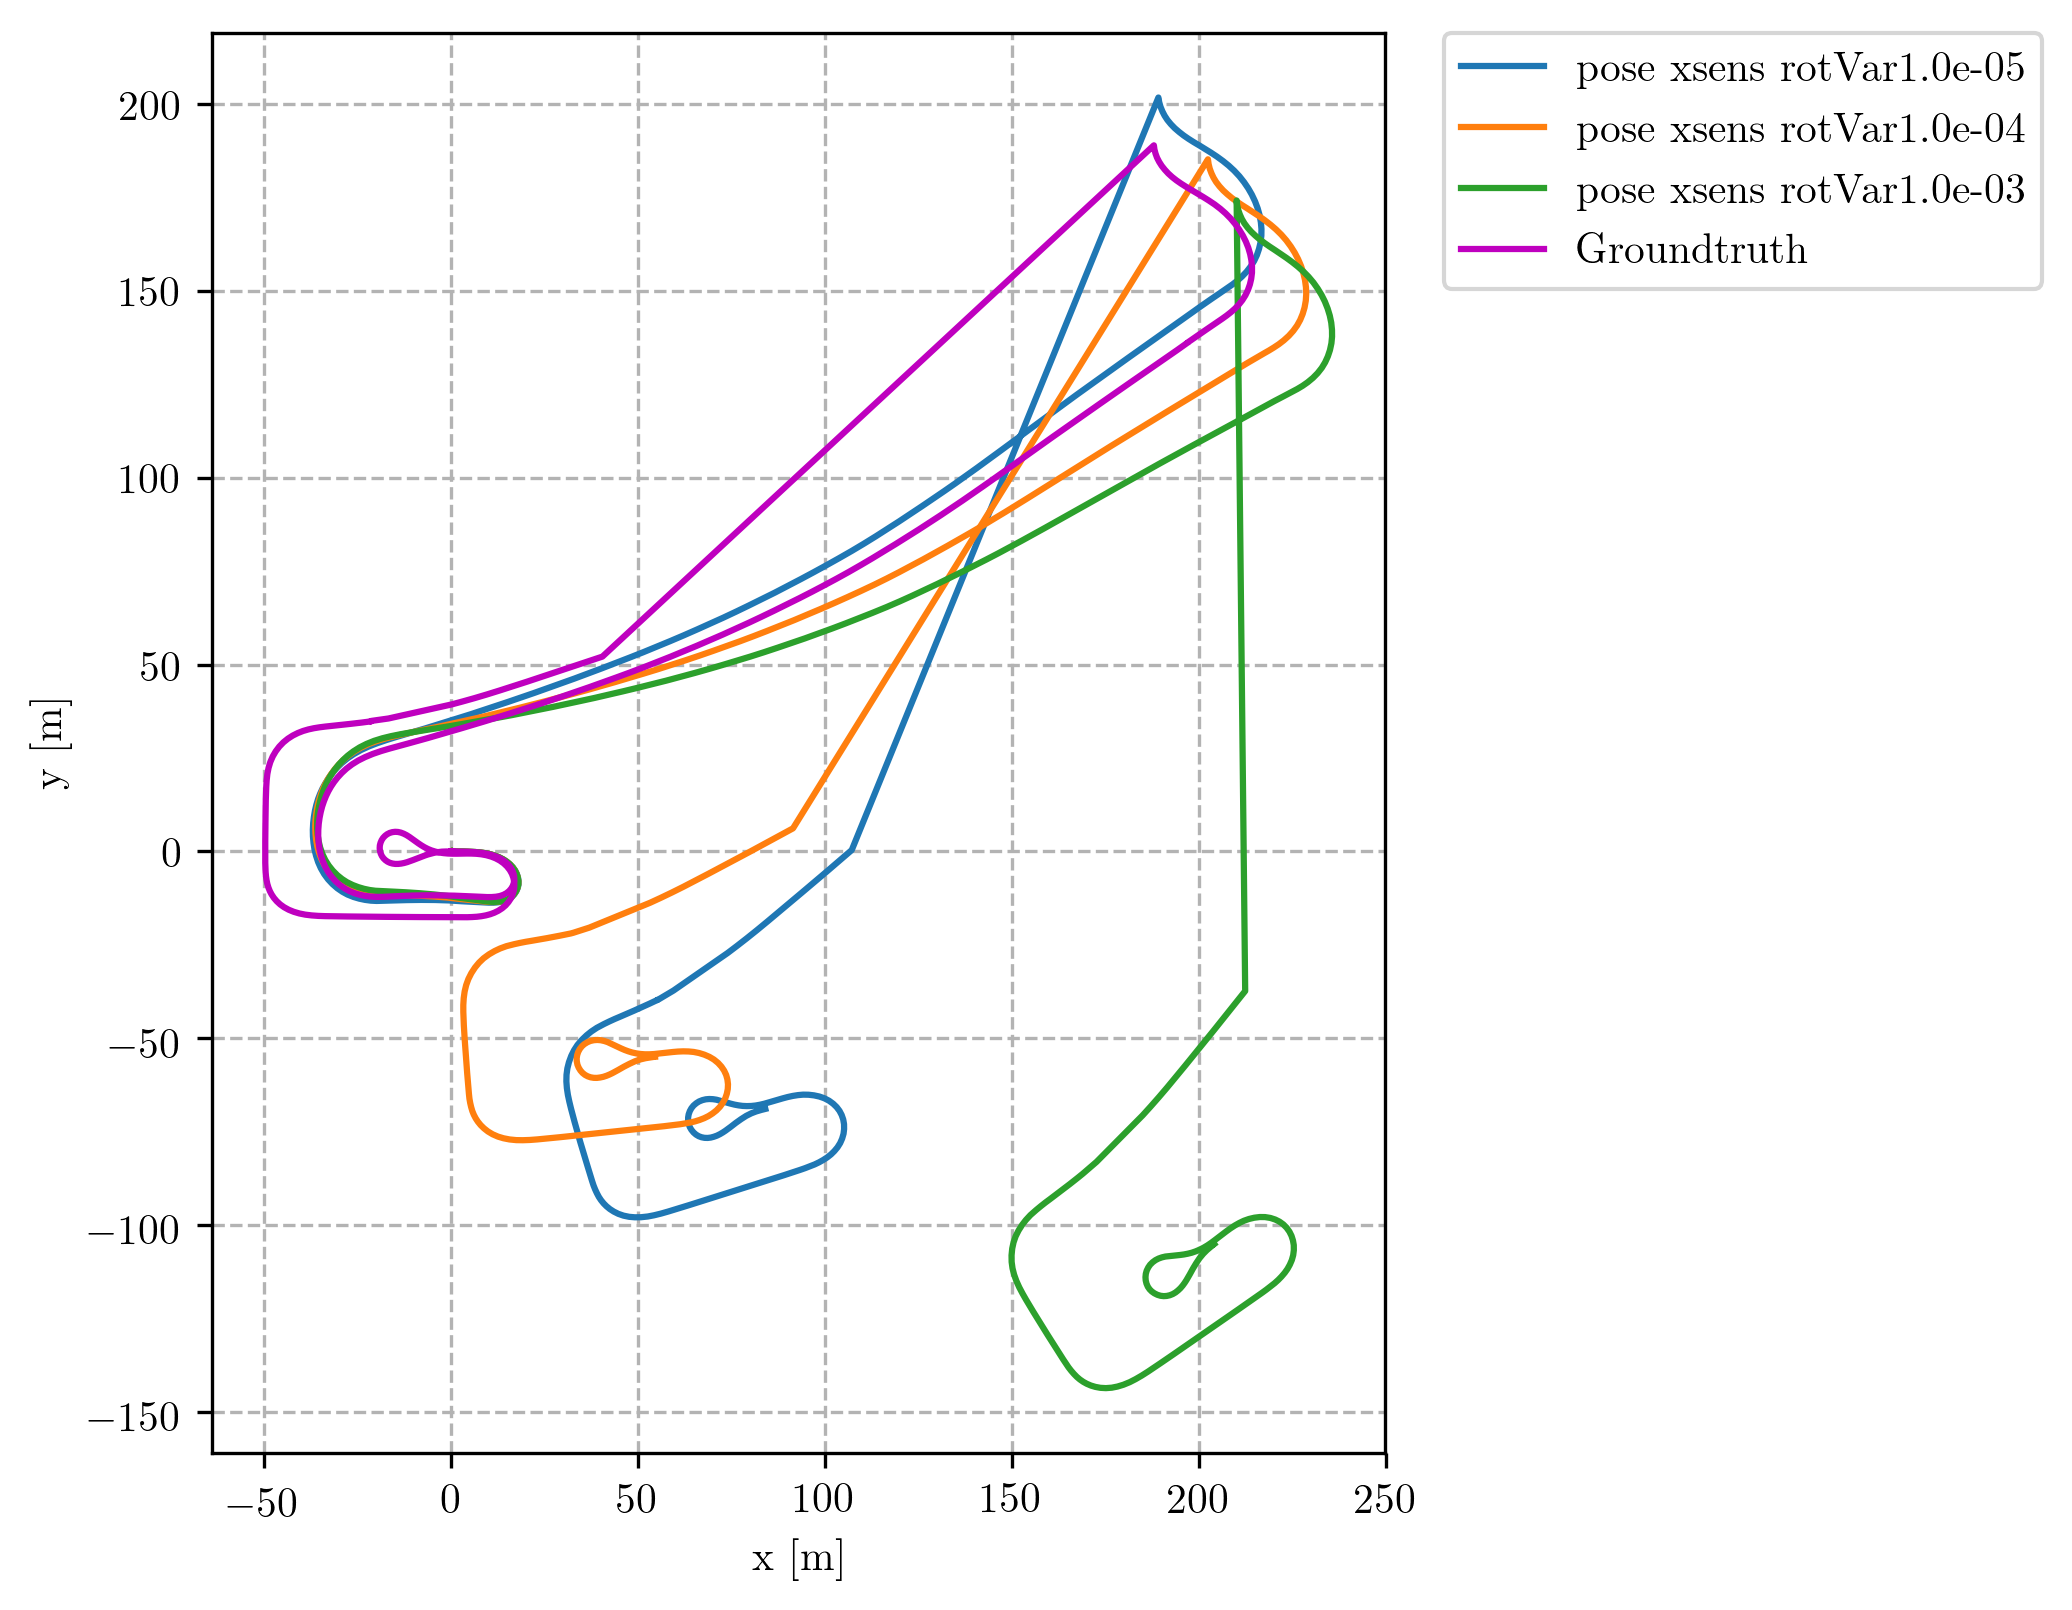 pose xsens rotVar1.0e-05
pose xsens rotVar1.0e-04
pose xsens rotVar1.0e-03
Groundtruth
200
150
100
50
0
−50
−100
−150
y [m]
−50 0 50 100 150 200 250
x [m]